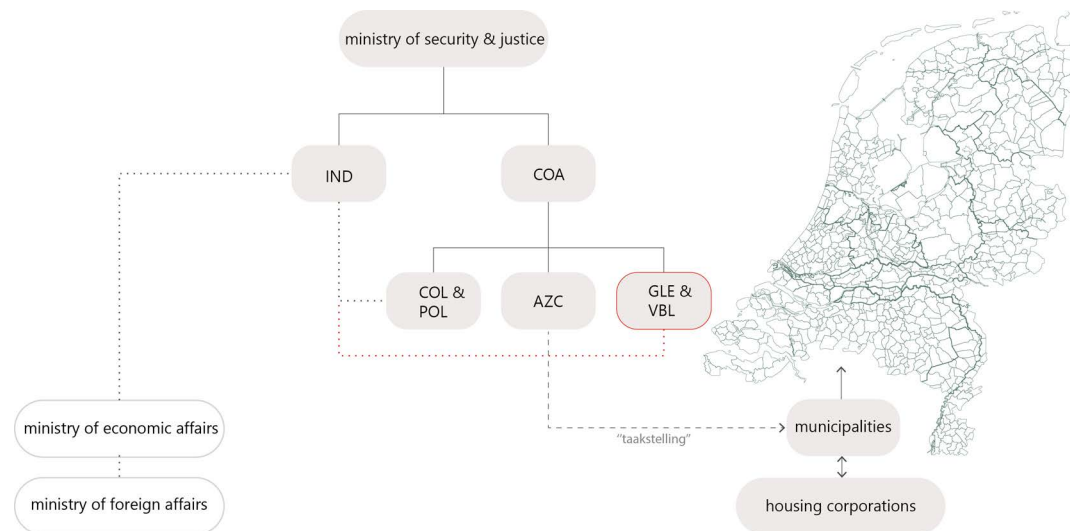 ministry of security & justice
IND
COA
COL &
POL
AZC
GLE &
VBL
ministry of economic affairs
municipalities
"taakstelling"
ministry of foreign affairs
housing corporations